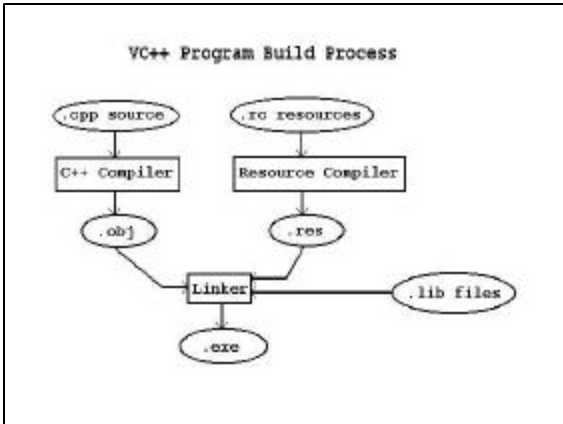 VC++ Program Build Process
.cpp source
.rc resources
C++ Compiler
Resource Compiler
.obj
.res
Linker
.lib files
.exe